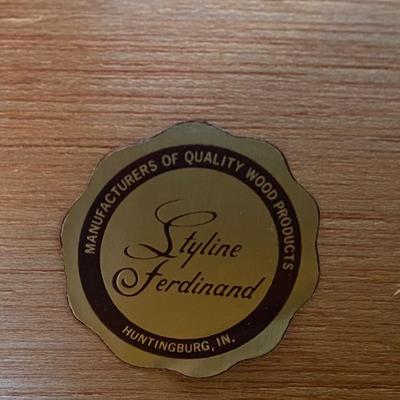 MANUFACTURERS OF QUALITY WOOD PRODUCTS
Styline
Ferdinand
HUNTINGBURG, IN.